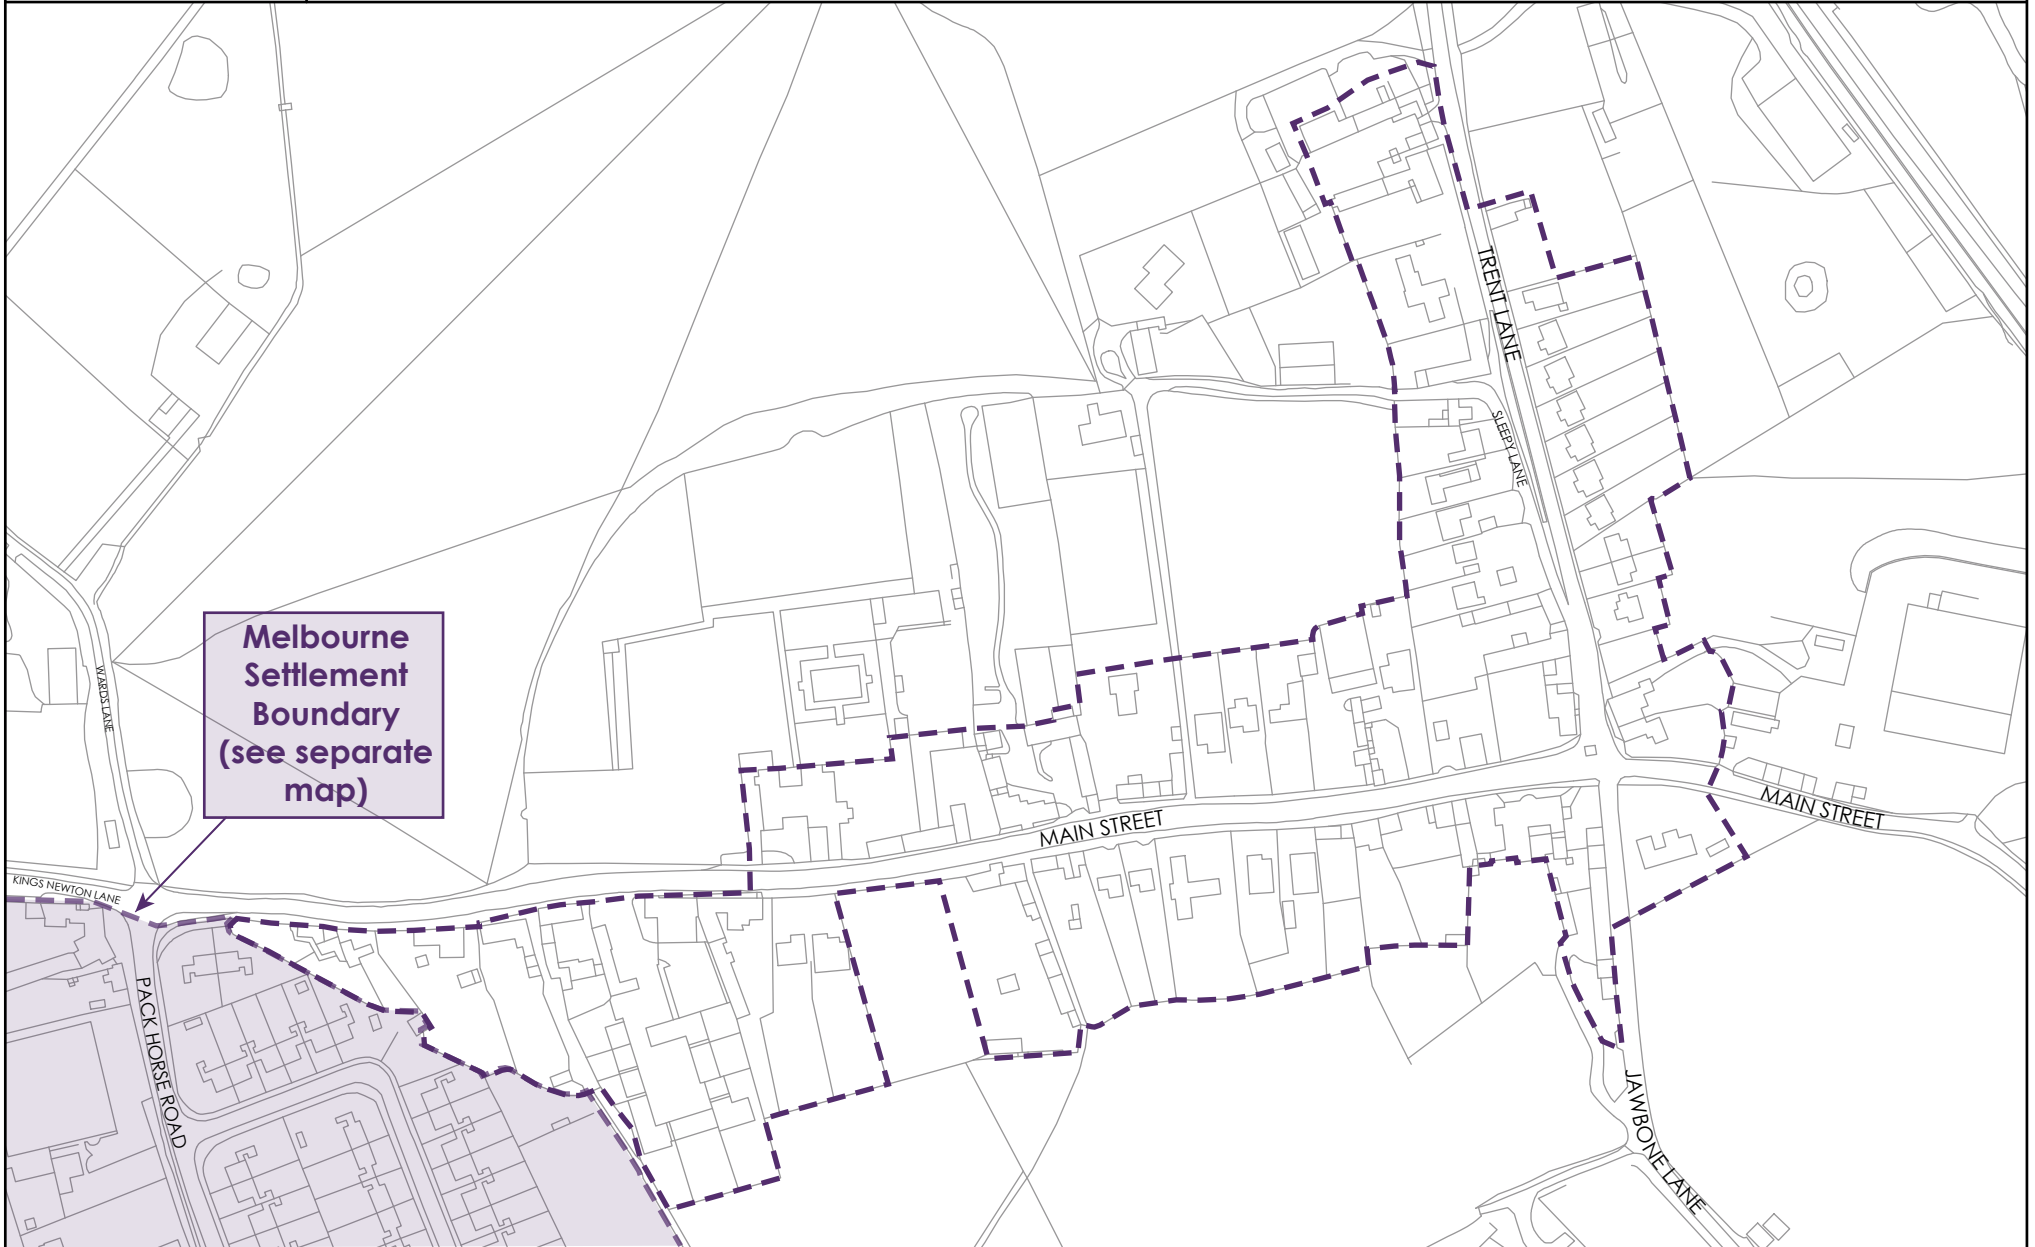 TRENT LANE
SLEEPY LANE
Melbourne
Settlement
Boundary
(see separate
map)
WARDS LANE
MAIN STREET
MAIN STREET
KINGS NEWTON LANE
PACK HORSE ROAD
JAWBONE LANE